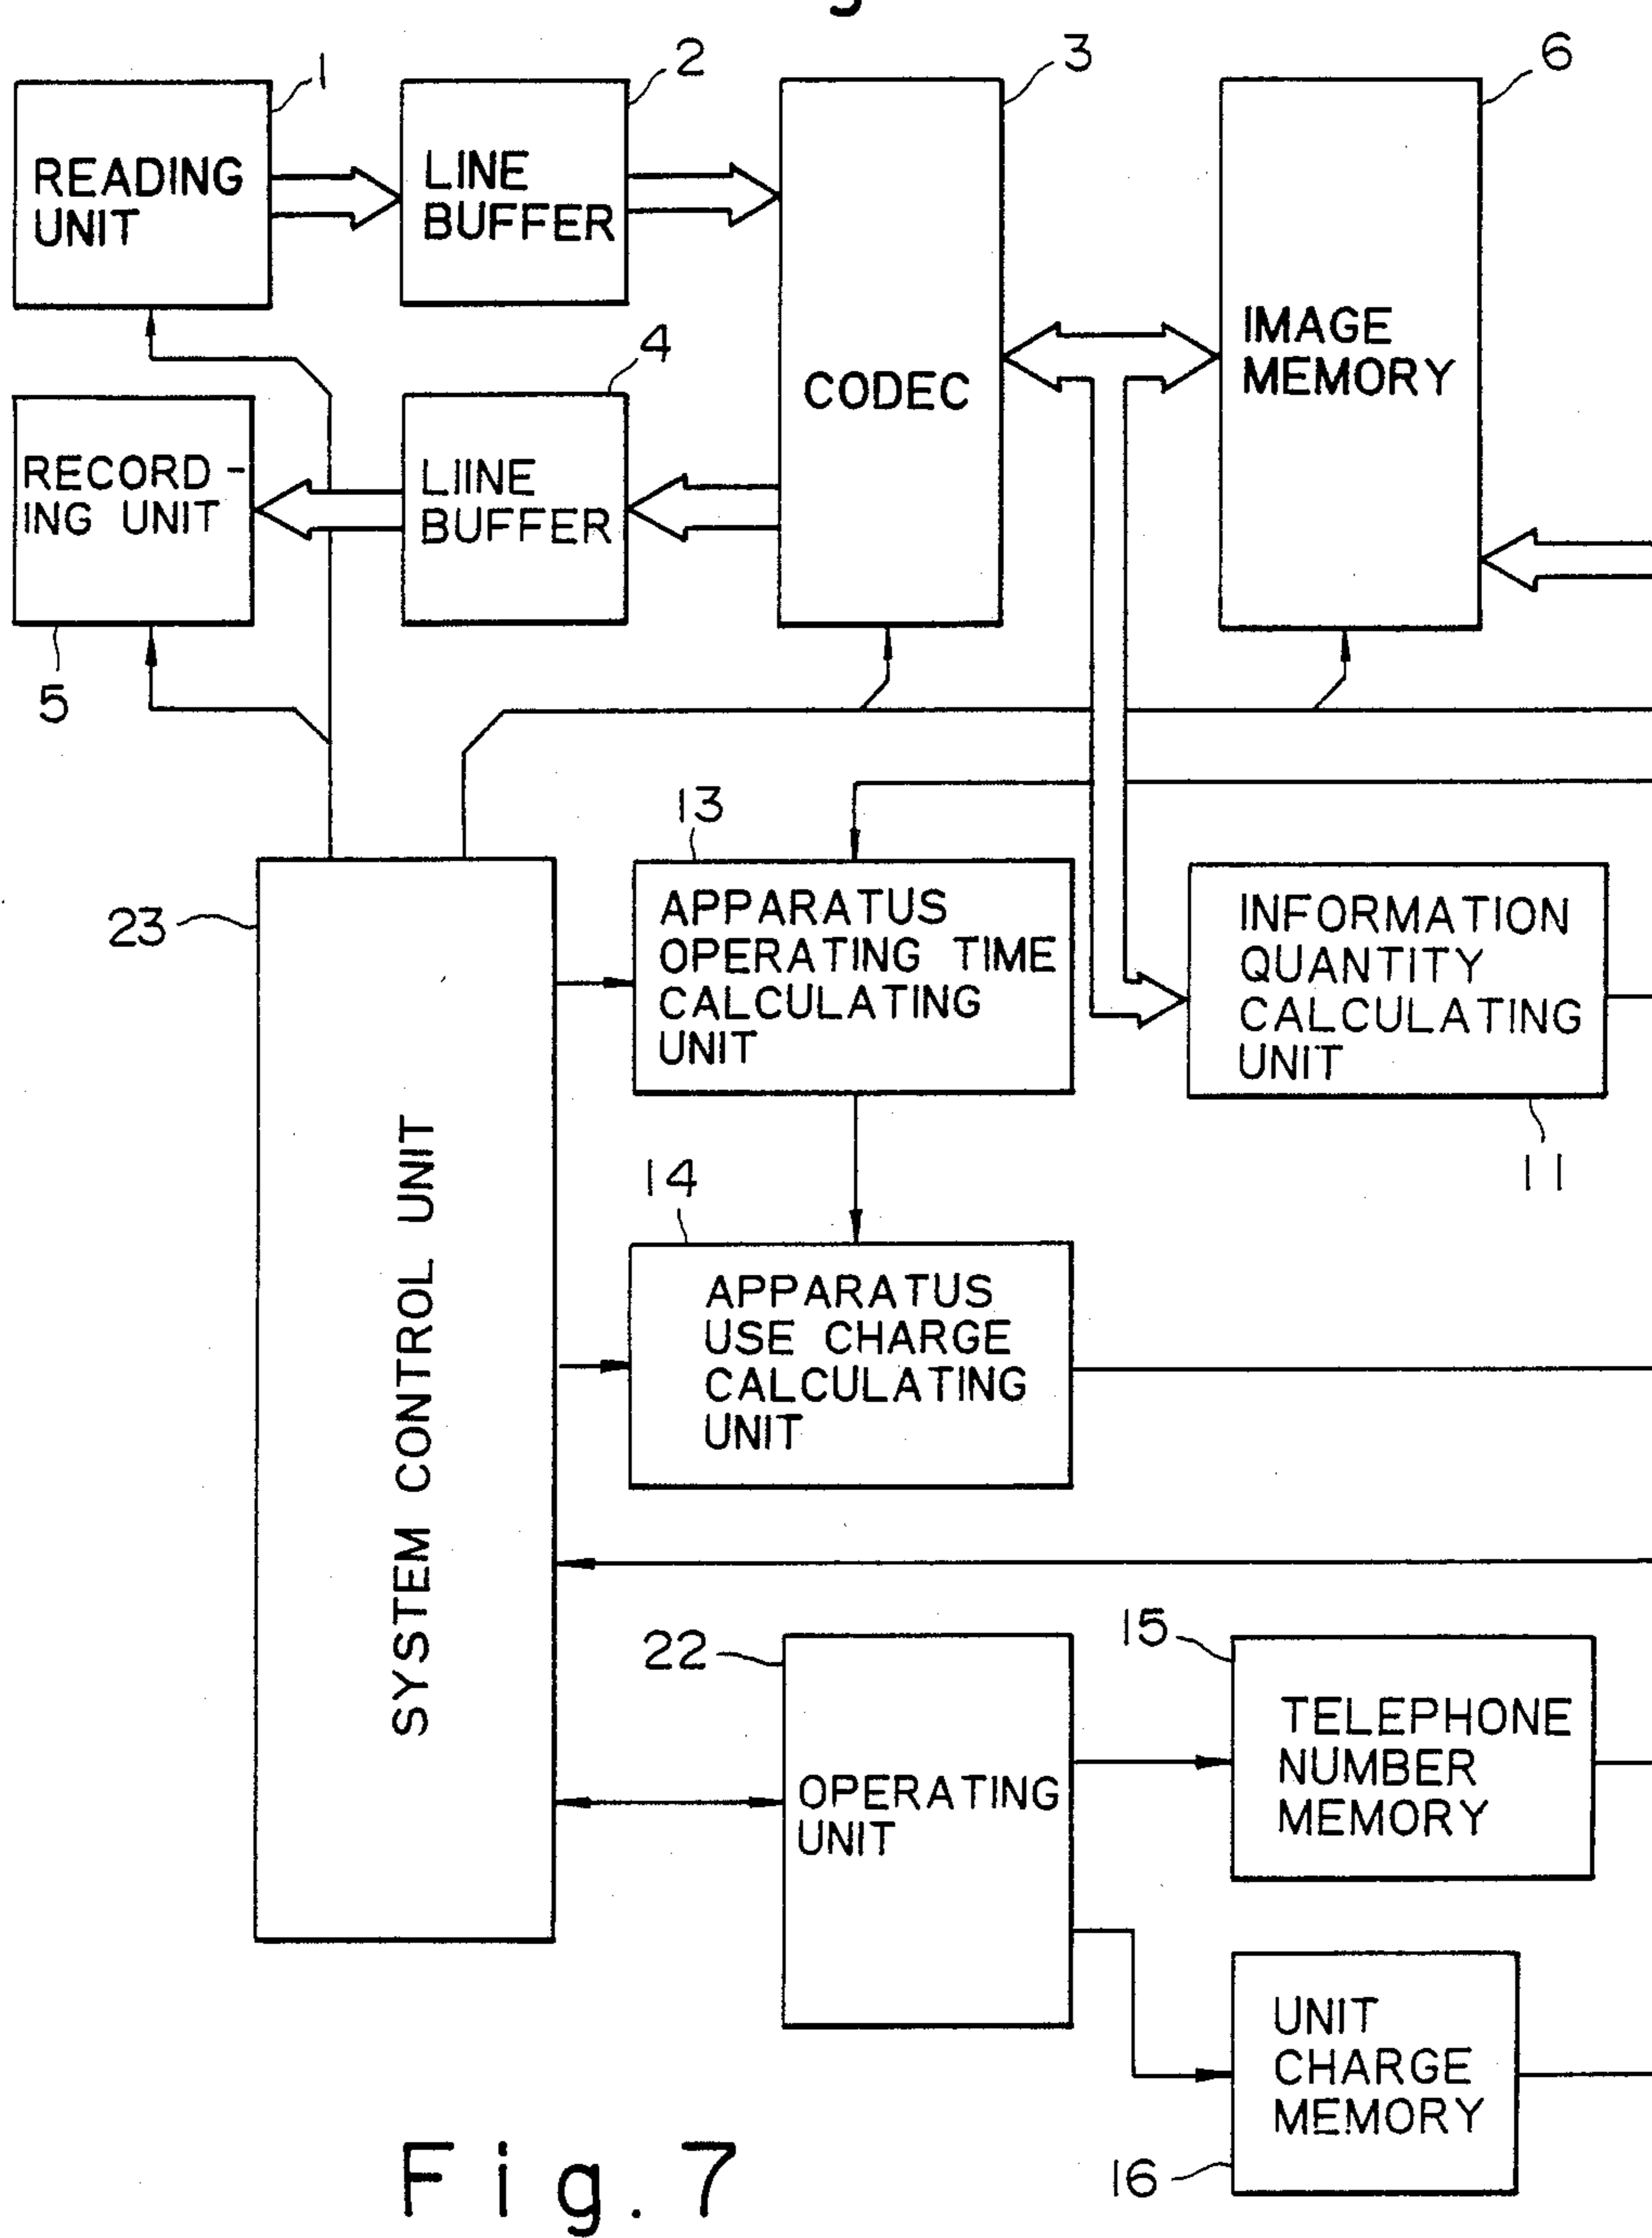 1
READING
UNIT
2
LINE
BUFFER
3
CODEC
6
IMAGE
MEMORY
4
LIINE
BUFFER
RECORD-
ING UNIT
5
13
APPARATUS
OPERATING TIME
CALCULATING
UNIT
INFORMATION
QUANTITY
CALCULATING
UNIT
11
23
SYSTEM CONTROL UNIT
14
APPARATUS
USE CHARGE
CALCULATING
UNIT
22
OPERATING
UNIT
15
TELEPHONE
NUMBER
MEMORY
UNIT
CHARGE
MEMORY
16
Fig. 7